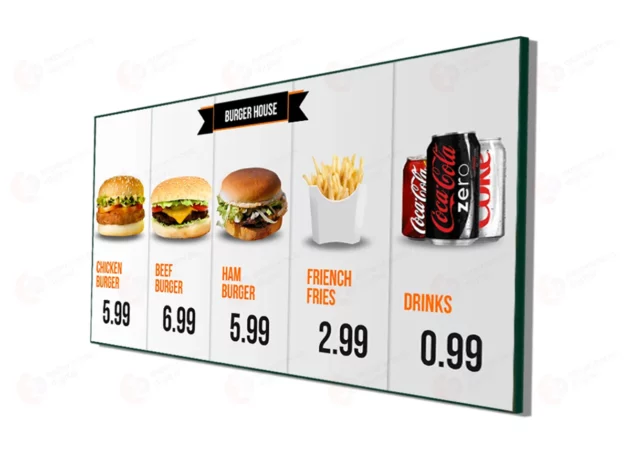 BURGER HOUSE
CHICKEN
BURGER
5.99
BEEF
BURGER
6.99
HAM
BURGER
5.99
FRIENCH
FRIES
2.99
Coca-Cola
Coca-Cola
zero
COKE
DRINKS
0.99